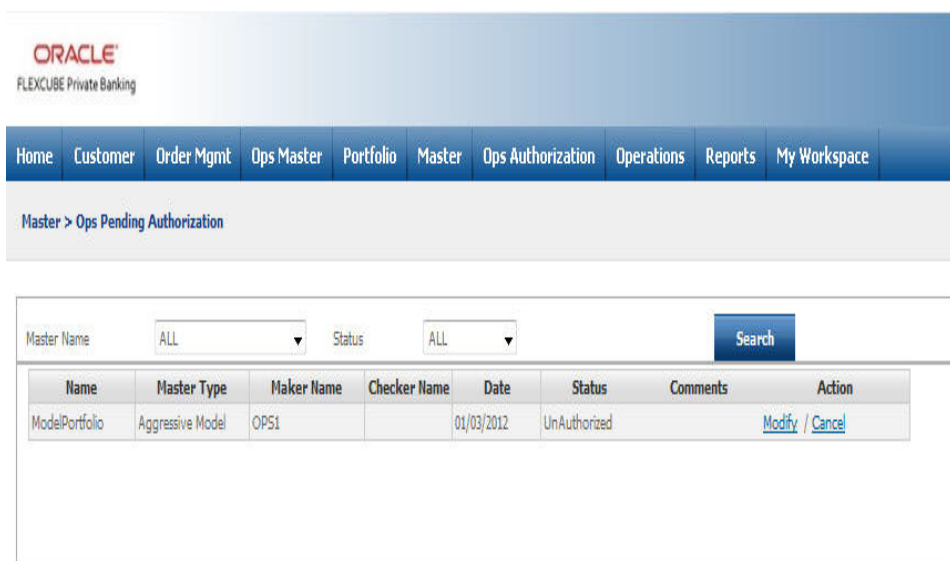 ORACLE
FLEXCUBE Private Banking
Home Customer Order Mgmt Ops Master Portfolio Master Ops Authorization Operations Reports My Workspace
Master > Ops Pending Authorization
Master Name ALL Status ALL Search
Name Master Type Maker Name Checker Name Date Status Comments Action
ModelPortfolio Aggressive Model OPS1 01/03/2012 UnAuthorized Modify / Cancel